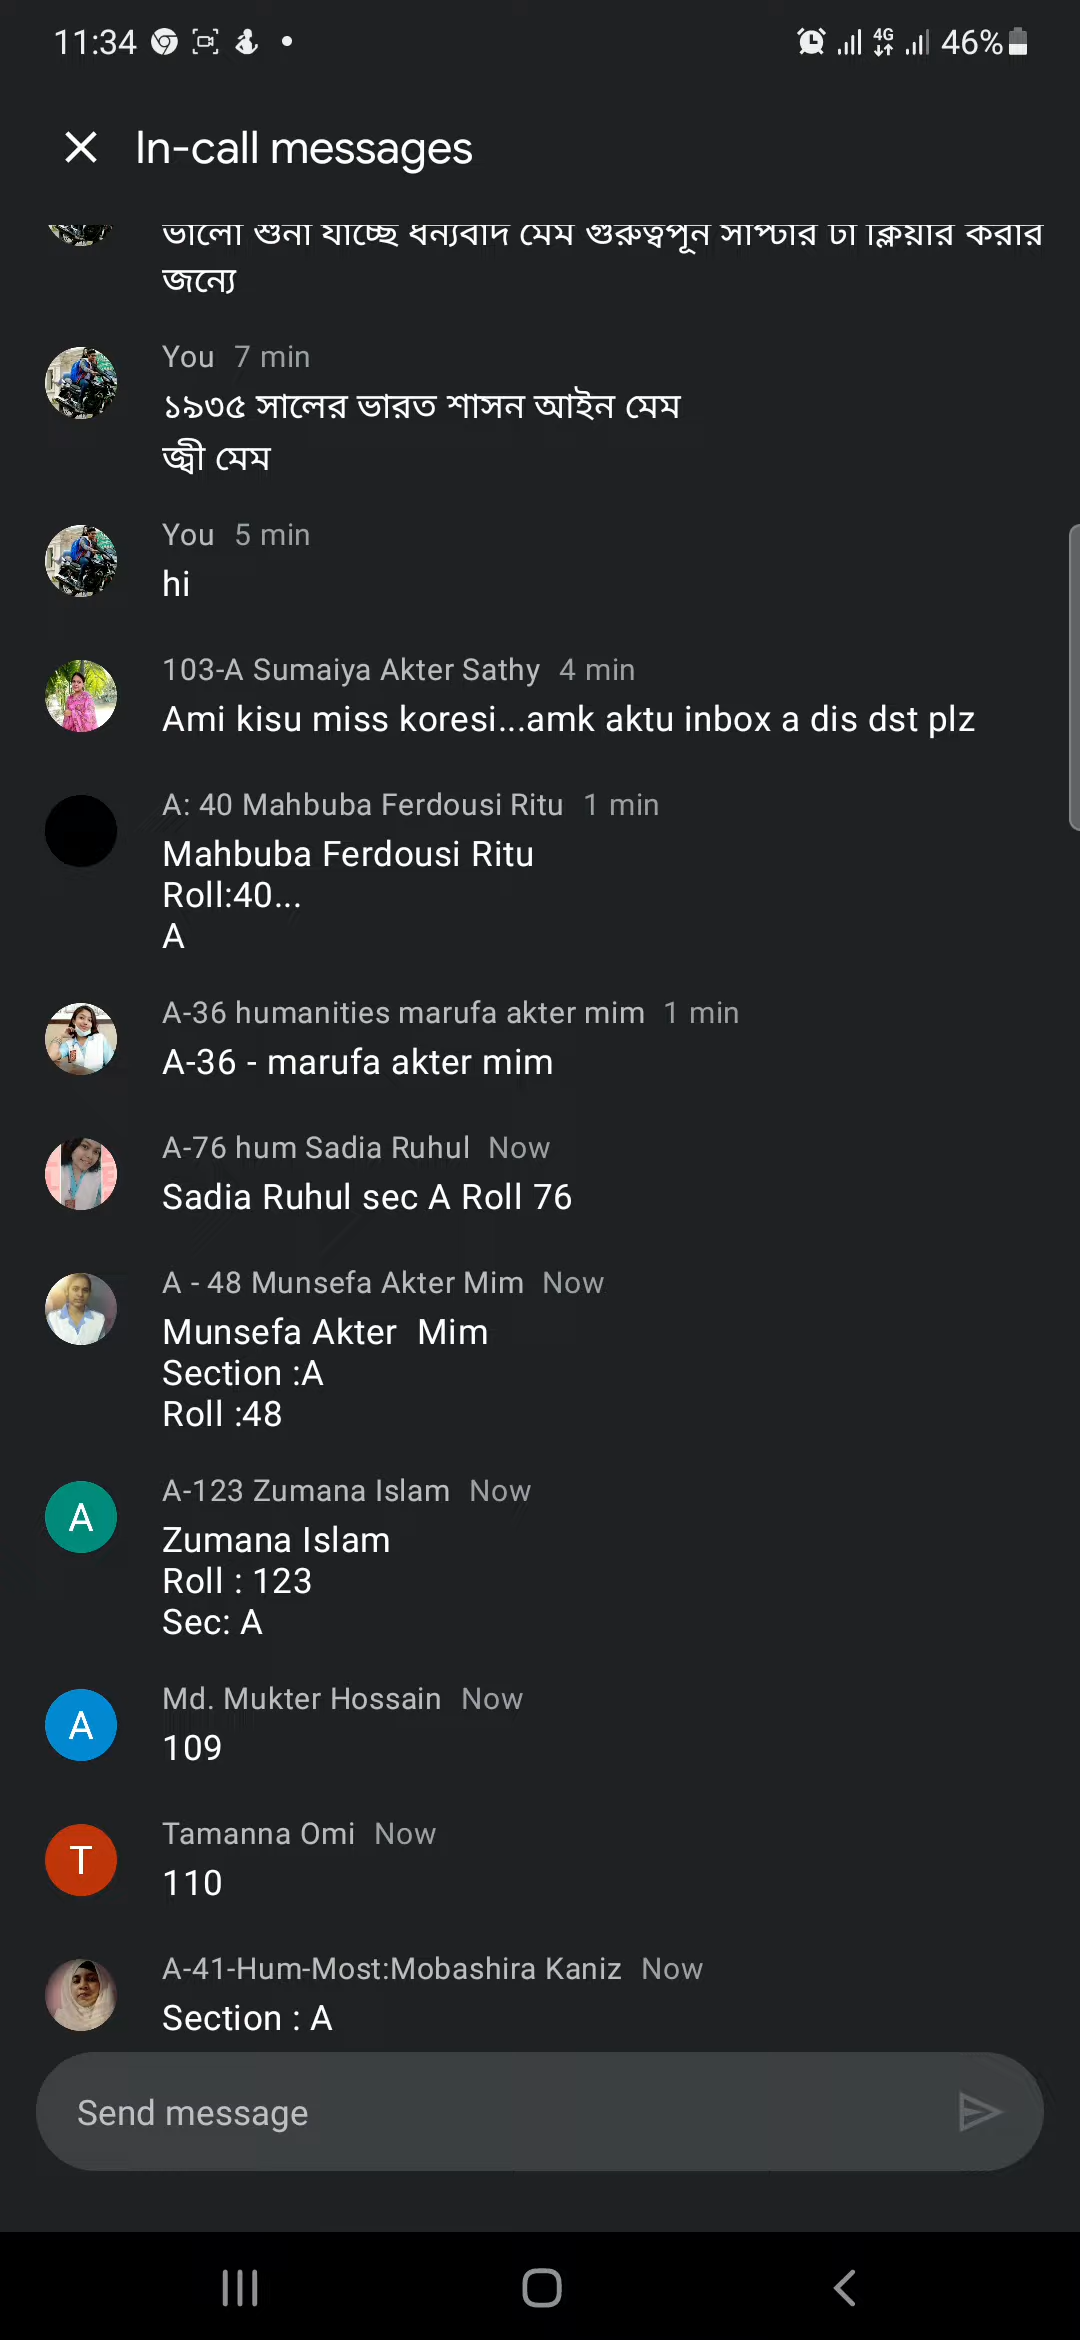 11:34
4G
46%
In-call messages
ভালো শুনা যাচ্ছে ধন্যবাদ মেম গুরুত্বপূন সাপ্টার টা ক্লিয়ার করার
জন্যে
You 7 min
১৯৩৫ সালের ভারত শাসন আইন মেম
জ্বী মেম
You 5 min
hi
103-A Sumaiya Akter Sathy 4 min
Ami kisu miss koresi...amk aktu inbox a dis dst plz
A: 40 Mahbuba Ferdousi Ritu 1 min
Mahbuba Ferdousi Ritu
Roll:40...
A
A-36 humanities marufa akter mim 1 min
A-36 - marufa akter mim
A-76 hum Sadia Ruhul Now
Sadia Ruhul sec A Roll 76
A - 48 Munsefa Akter Mim Now
Munsefa Akter  Mim
Section :A
Roll :48
A
A-123 Zumana Islam Now
Zumana Islam
Roll : 123
Sec: A
A
Md. Mukter Hossain Now
109
T
Tamanna Omi Now
110
A-41-Hum-Most:Mobashira Kaniz Now
Section : A
Send message